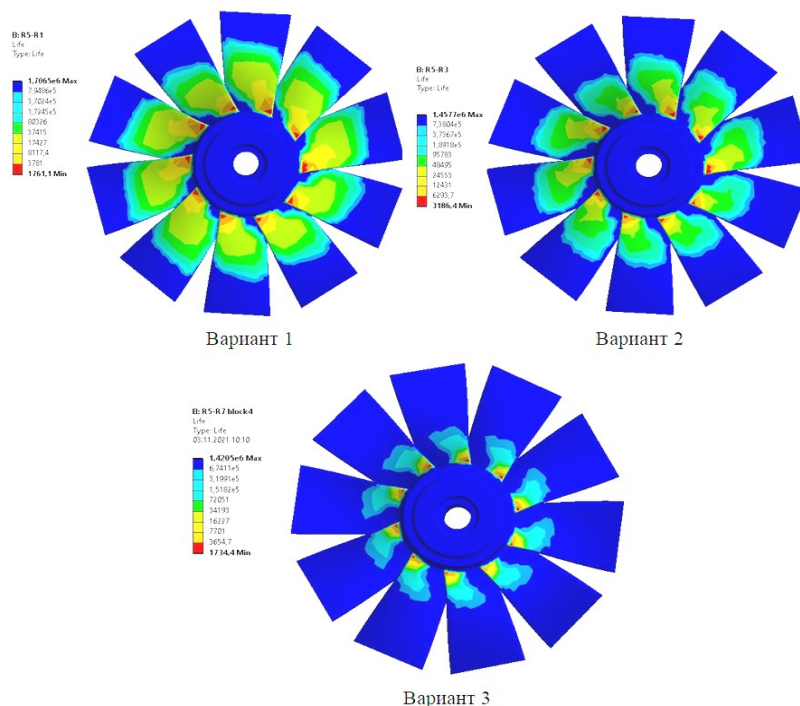 B: R5-R1
Life
Type: Life
1,7065e6 Max
7,9486e5
3,7024e5
1,7245e5
80326
37415
17427
8117,4
3781
1761,1 Min
Вариант 1
B: R5-R3
Life
Type: Life
1,4577e6 Max
7,3804e5
3,7367e5
1,8918e5
95783
48495
24553
12431
6293,7
3186,4 Min
Вариант 2
B: R5-R7 block4
Life
Type: Life
03.11.2021 10:10
1,4205e6 Max
6,7411e5
3,1991e5
1,5182e5
72051
34193
16227
7701
3654,7
1734,4 Min
Вариант 3